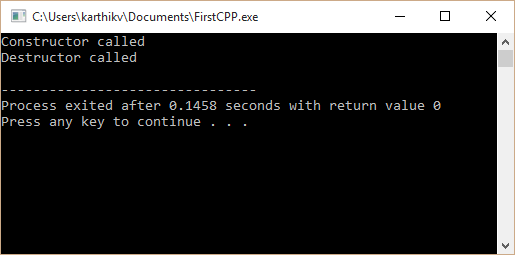 C:\Users\karthikv\Documents\FirstCPP.exe
Constructor called
Destructor called
--------------------------------
Process exited after 0.1458 seconds with return value 0
Press any key to continue . . .